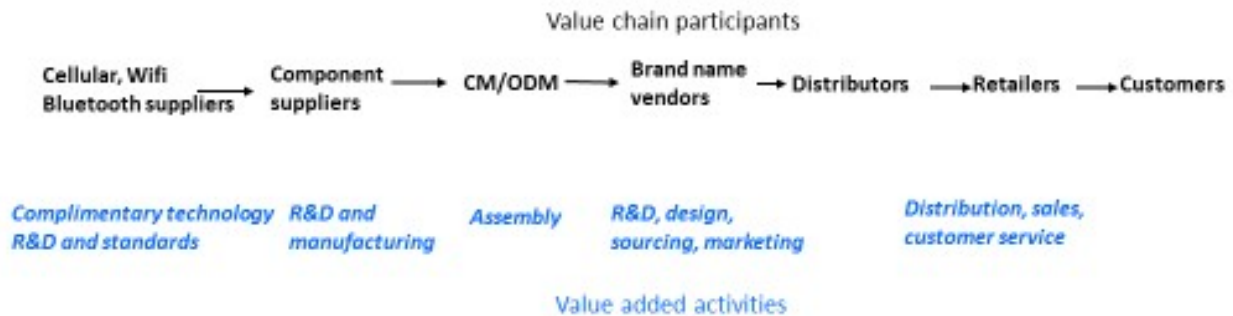 Value chain participants
Cellular, Wifi
Bluetooth suppliers
Component
suppliers
CM/ODM
Brand name
vendors
Distributors
Retailers
Customers
Complimentary technology
R&D and standards
R&D and
manufacturing
Assembly
R&D, design,
sourcing, marketing
Distribution, sales,
customer service
Value added activities